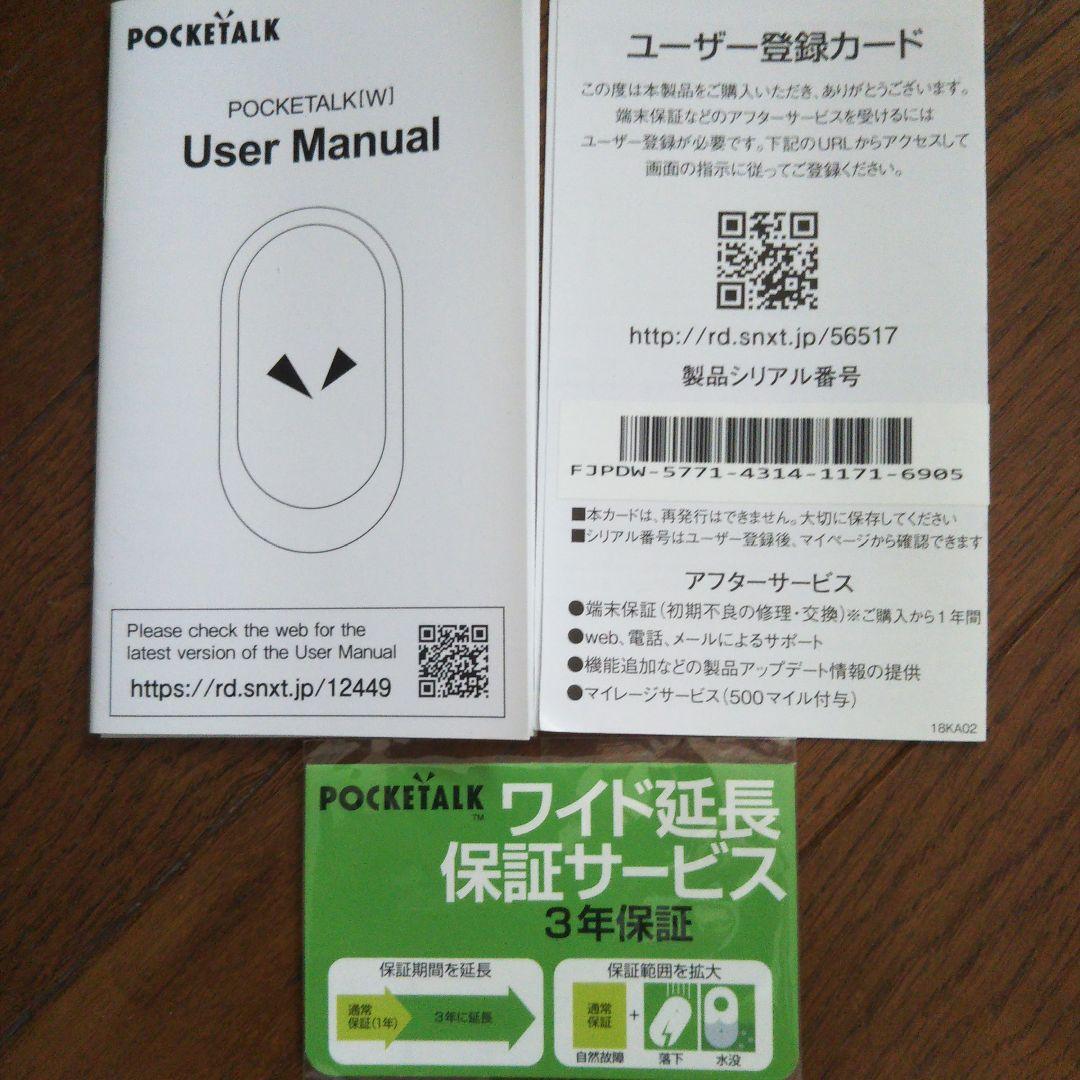 POCKETALK
POCKETALK[W]
User Manual
Please check the web for the
latest version of the User Manual
https://rd.snxt.jp/12449
ユーザー登録カード
この度は本製品をご購入いただき、ありがとうございます。
端末保証などのアフターサービスを受けるには
ユーザー登録が必要です。下記のURLからアクセスして
画面の指示に従ってご登録ください。
http://rd.snxt.jp/56517
製品シリアル番号
FJPDW-5771-4314-1171-6905
■本カードは、再発行はできません。大切に保存してください
■シリアル番号はユーザー登録後、マイページから確認できます
アフターサービス
●端末保証(初期不良の修理・交換)※ご購入から1年間
●web、電話、メールによるサポート
●機能追加などの製品アップデート情報の提供
●マイレージサービス(500マイル付与)
18KA02
POCKETALK™
ワイド延長
保証サービス
3年保証
保証期間を延長
通常
保証(1年)
3年に延長
保証範囲を拡大
通常
保証
+
自然故障
落下
水没